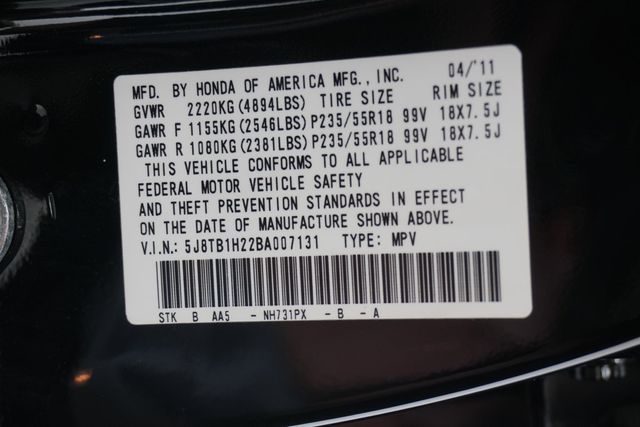 MFD. BY HONDA OF AMERICA MFG., INC. 04/'11
GVWR 2220KG(4894LBS) TIRE SIZE RIM SIZE
GAWR F 1155KG(2546LBS)P235/55R18 99V 18X7.5J
GAWR R 1080KG(2381LBS)P235/55R18 99V 18X7.5J
THIS VEHICLE CONFORMS TO ALL APPLICABLE
FEDERAL MOTOR VEHICLE SAFETY
AND THEFT PREVENTION STANDARDS IN EFFECT
ON THE DATE OF MANUFACTURE SHOWN ABOVE.
V.I.N.: 5J8TB1H22BA007131 TYPE: MPV
STK B AA5 - NH731PX - B - A